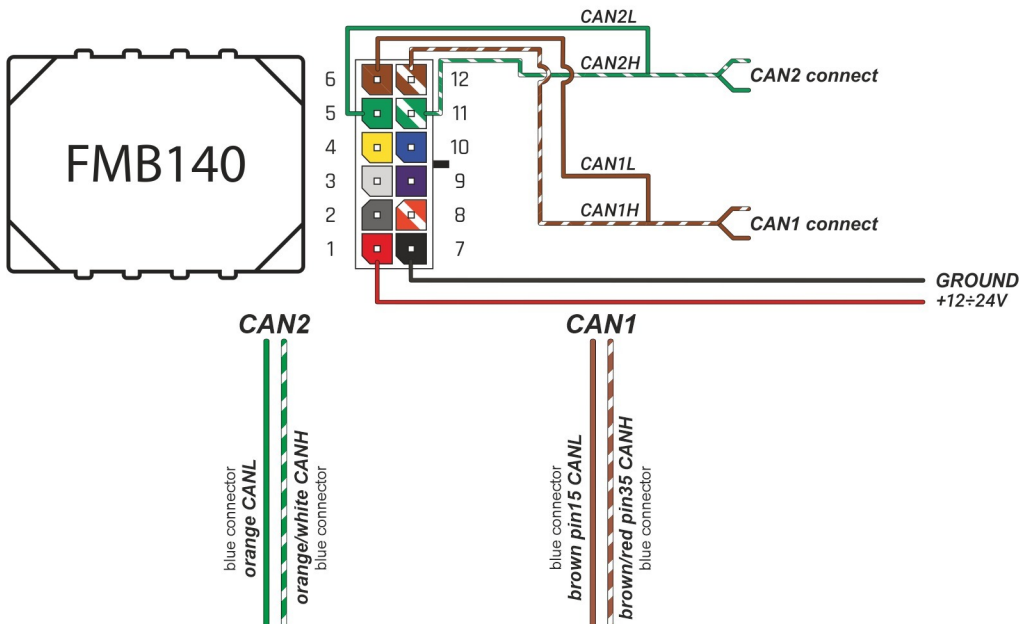 CAN2L
CAN2H
CAN2 connect
FMB140
6 12
5 11
4 10
3 9
2 8
1 7
CAN1L
CAN1H
CAN1 connect
GROUND
+12÷24V
CAN2
CAN1
blue connector
orange CANL
orange/white CANH
blue connector
blue connector
brown pin15 CANL
brown/red pin35 CANH
blue connector